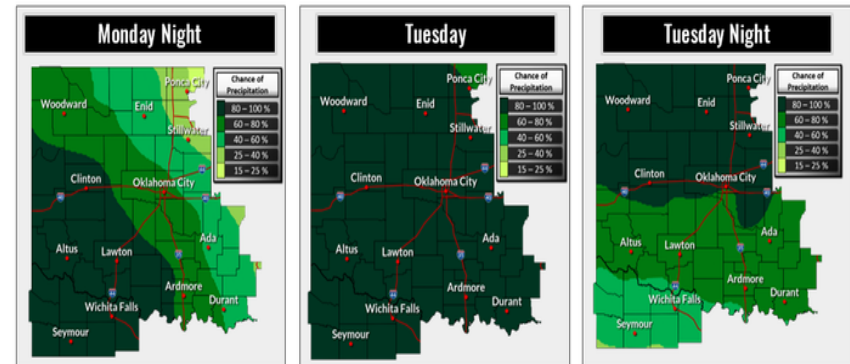 Monday Night
Ponca City
Chance of
Precipitation
80 – 100 %
60 – 80 %
40 – 60 %
25 – 40 %
15 – 25 %
Woodward
Enid
Stillwater
Clinton
Oklahoma City
Altus
Lawton
Ada
Ardmore
Durant
Wichita Falls
Seymour
Tuesday
Ponca City
Chance of
Precipitation
80 – 100 %
60 – 80 %
40 – 60 %
25 – 40 %
15 – 25 %
Woodward
Enid
Stillwater
Clinton
Oklahoma City
Altus
Lawton
Ada
Ardmore
Durant
Wichita Falls
Seymour
Tuesday Night
Ponca City
Chance of
Precipitation
80 – 100 %
60 – 80 %
40 – 60 %
25 – 40 %
15 – 25 %
Woodward
Enid
Stillwater
Clinton
Oklahoma City
Altus
Lawton
Ada
Ardmore
Durant
Wichita Falls
Seymour